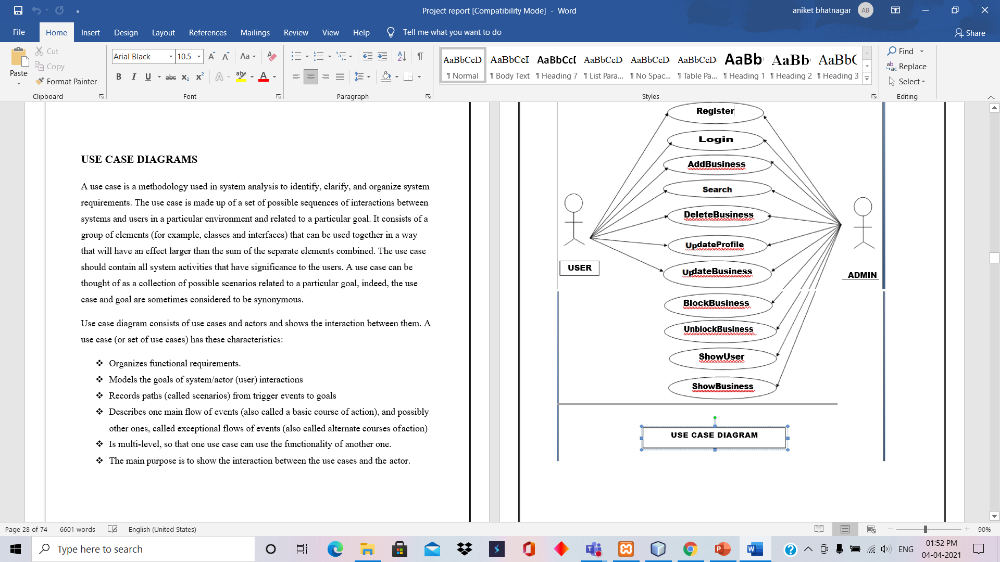 Project report [Compatibility Mode] - Word
aniket bhatnagar AB
File Home Insert Design Layout References Mailings Review View Help Tell me what you want to do Share
Paste
Cut
Copy
Format Painter
Clipboard
Arial Black 10.5
Font
Paragraph
AaBbCcD AaBbCcI AaBbCcI AaBbCcD AaBbCcD AaBbCcD AaBb AaBb AaBbC
¶ Normal ¶ Body Text ¶ Heading 7 ¶ List Para... ¶ No Spac... ¶ Table Pa... ¶ Heading 1 ¶ Heading 2 ¶ Heading 3
Styles
Find
Replace
Select
Editing
USE CASE DIAGRAMS
A use case is a methodology used in system analysis to identify, clarify, and organize system
requirements. The use case is made up of a set of possible sequences of interactions between
systems and users in a particular environment and related to a particular goal. It consists of a
group of elements (for example, classes and interfaces) that can be used together in a way
that will have an effect larger than the sum of the separate elements combined. The use case
should contain all system activities that have significance to the users. A use case can be
thought of as a collection of possible scenarios related to a particular goal, indeed, the use
case and goal are sometimes considered to be synonymous.
Use case diagram consists of use cases and actors and shows the interaction between them. A
use case (or set of use cases) has these characteristics:
❖ Organizes functional requirements.
❖ Models the goals of system/actor (user) interactions
❖ Records paths (called scenarios) from trigger events to goals
❖ Describes one main flow of events (also called a basic course of action), and possibly
other ones, called exceptional flows of events (also called alternate courses ofaction)
❖ Is multi-level, so that one use case can use the functionality of another one.
❖ The main purpose is to show the interaction between the use cases and the actor.
Register
Login
AddBusiness
Search
DeleteBusiness
UpdateProfile
UpdateBusiness
USER
ADMIN
BlockBusiness
UnblockBusiness
ShowUser
ShowBusiness
USE CASE DIAGRAM
Page 28 of 74 6601 words English (United States) 90%
Type here to search
ENG
01:52 PM
04-04-2021